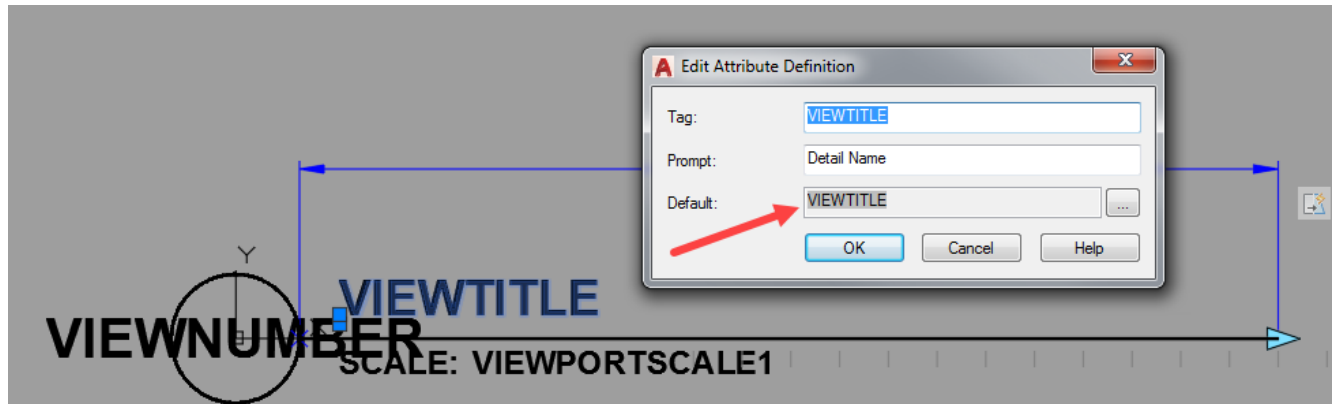 A Edit Attribute Definition
Tag: VIEWTITLE
Prompt: Detail Name
Default: VIEWTITLE ...
OK Cancel Help
Y
VIEWTITLE
VIEWNUMBER
SCALE: VIEWPORTSCALE1